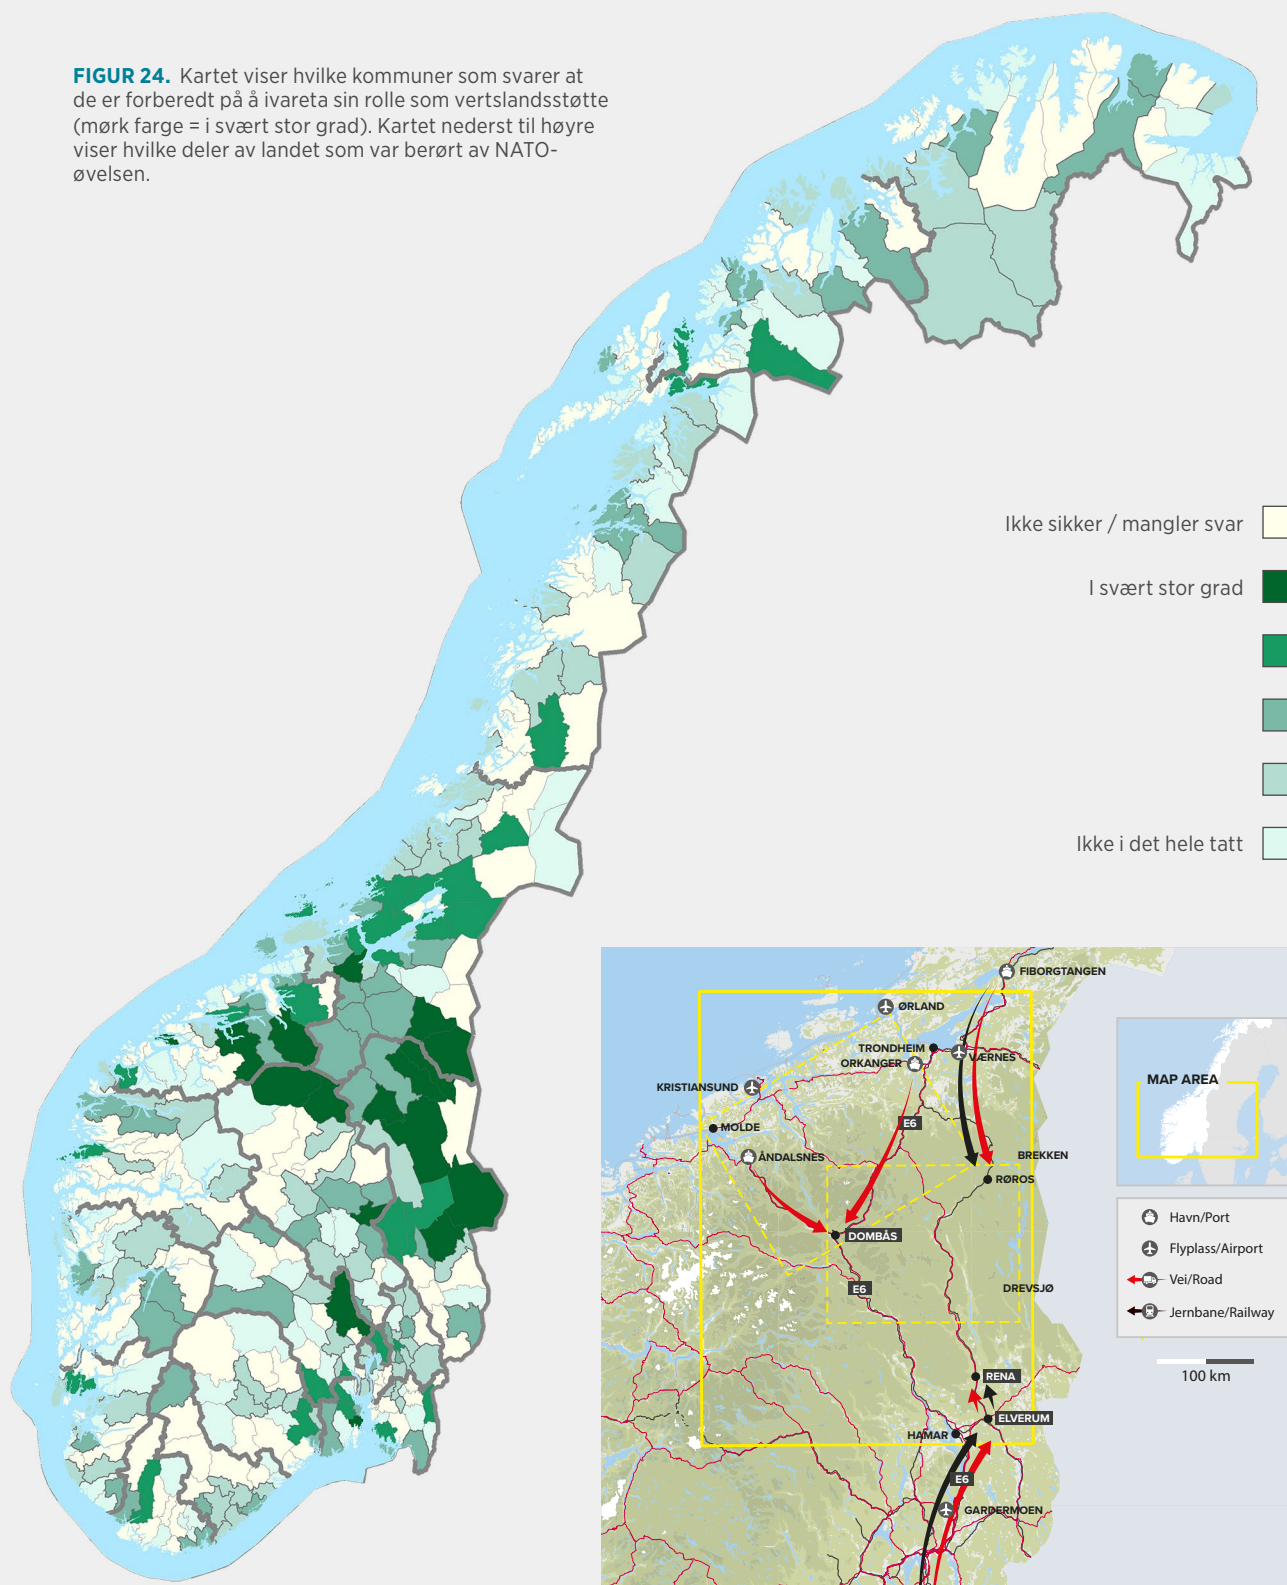 FIGUR 24. Kartet viser hvilke kommuner som svarer at
de er forberedt på å ivareta sin rolle som vertslandsstøtte
(mørk farge = i svært stor grad). Kartet nederst til høyre
viser hvilke deler av landet som var berørt av NATO-
øvelsen.
Ikke sikker / mangler svar
I svært stor grad
Ikke i det hele tatt
FIBORGTANGEN
ØRLAND
TRONDHEIM
VÆRNES
ORKANGER
KRISTIANSUND
MOLDE
E6
ÅNDALSNES
BREKKEN
RØROS
DOMBÅS
E6
DREVSJØ
RENA
ELVERUM
HAMAR
E6
GARDERMOEN
MAP AREA
Havn/Port
Flyplass/Airport
Vei/Road
Jernbane/Railway
100 km